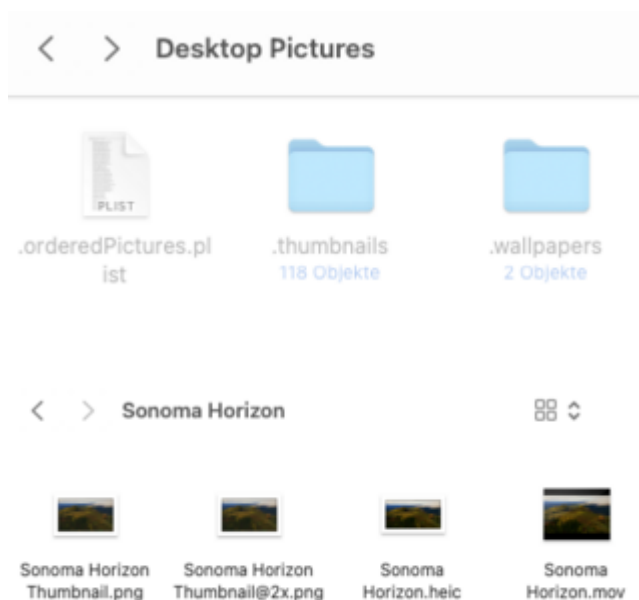 Desktop Pictures
PLIST
.orderedPictures.pl
ist
.thumbnails
118 Objekte
.wallpapers
2 Objekte
Sonoma Horizon
Sonoma Horizon
Thumbnail.png
Sonoma Horizon
Thumbnail@2x.png
Sonoma
Horizon.heic
Sonoma
Horizon.mov